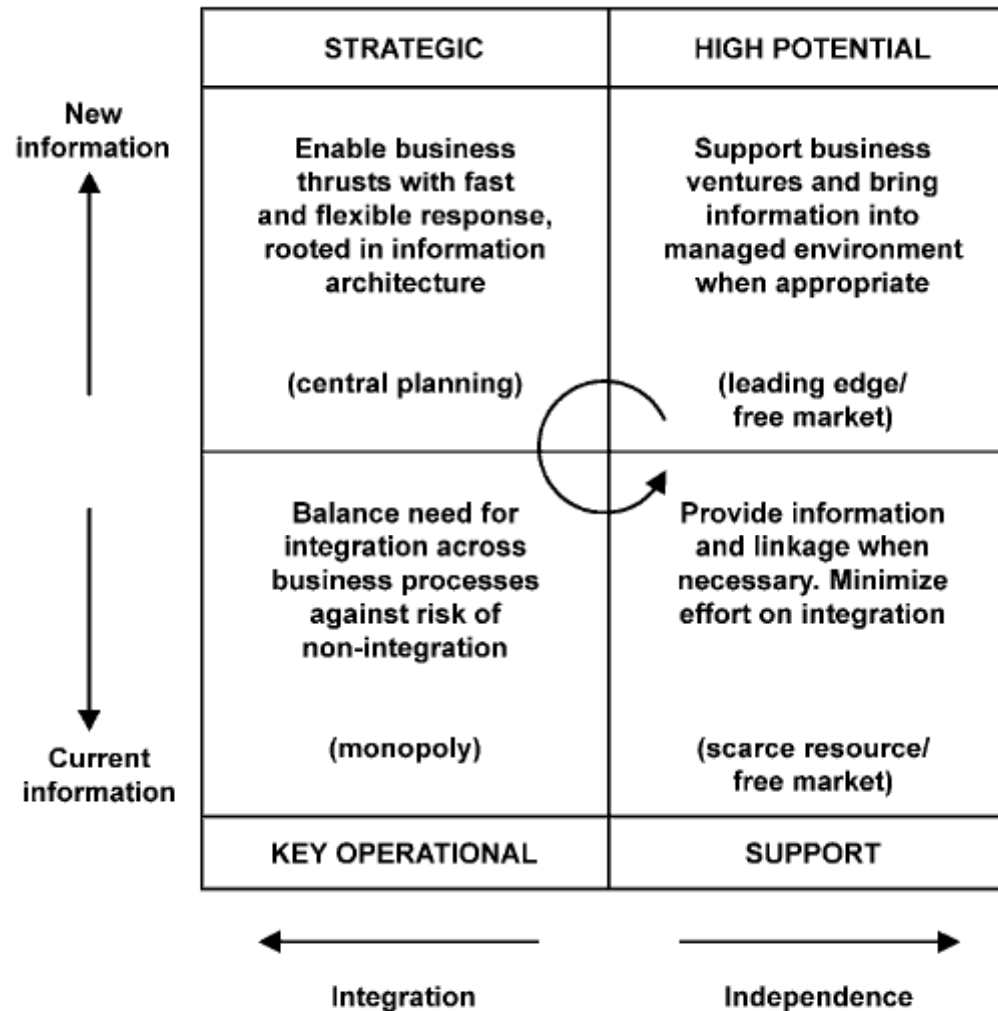 STRATEGIC
HIGH POTENTIAL
New
information
Enable business
thrusts with fast
and flexible response,
rooted in information
architecture
(central planning)
Support business
ventures and bring
information into
managed environment
when appropriate
(leading edge/
free market)
Balance need for
integration across
business processes
against risk of
non-integration
(monopoly)
Provide information
and linkage when
necessary. Minimize
effort on integration
(scarce resource/
free market)
Current
information
KEY OPERATIONAL
SUPPORT
Integration
Independence